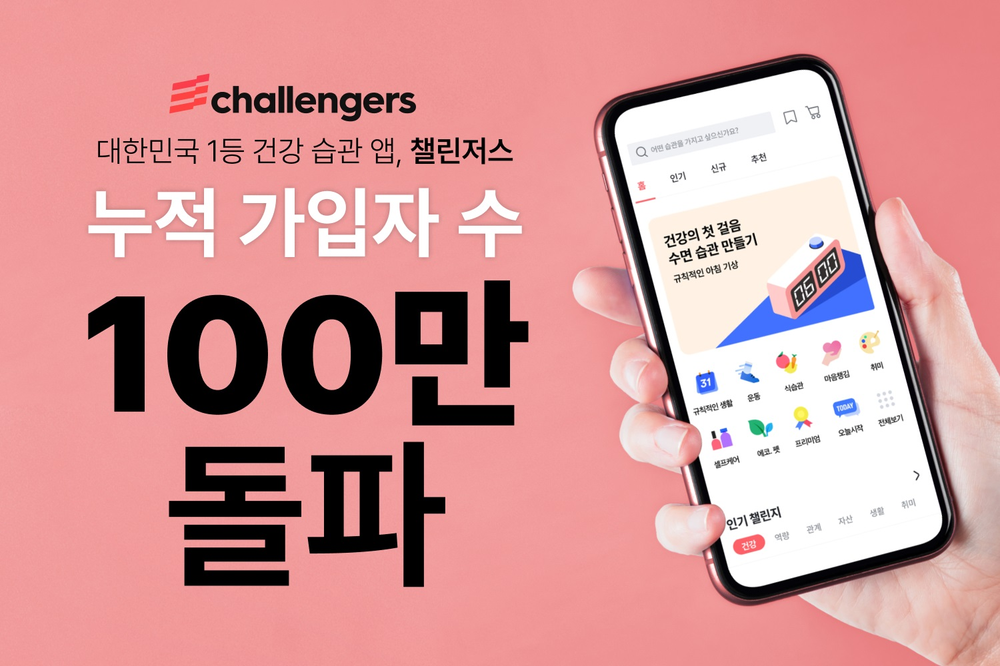 challengers
대한민국 1등 건강 습관 앱, 챌린저스
누적 가입자 수
100만
돌파
어떤 습관을 가지고 싶으신가요?
홈 인기 신규 추천
건강의 첫 걸음
수면 습관 만들기
규칙적인 아침 기상
06 00
31
규칙적인 생활 운동 식습관 마음챙김 취미
TODAY
셀프케어 에코. 펫 프리미엄 오늘시작 전체보기
인기 챌린지
건강 역량 관계 자산 생활 취미